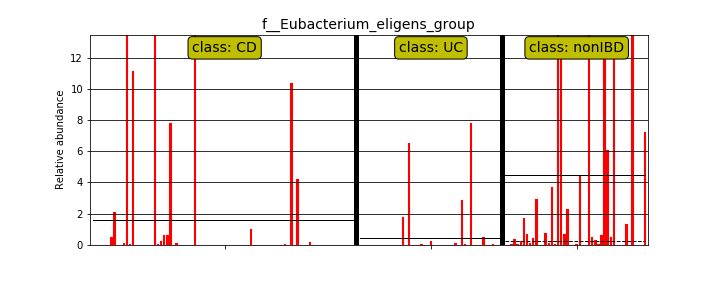 f__Eubacterium_eligens_group
class: CD
class: UC
class: nonIBD
Relative abundance
12
10
8
6
4
2
0